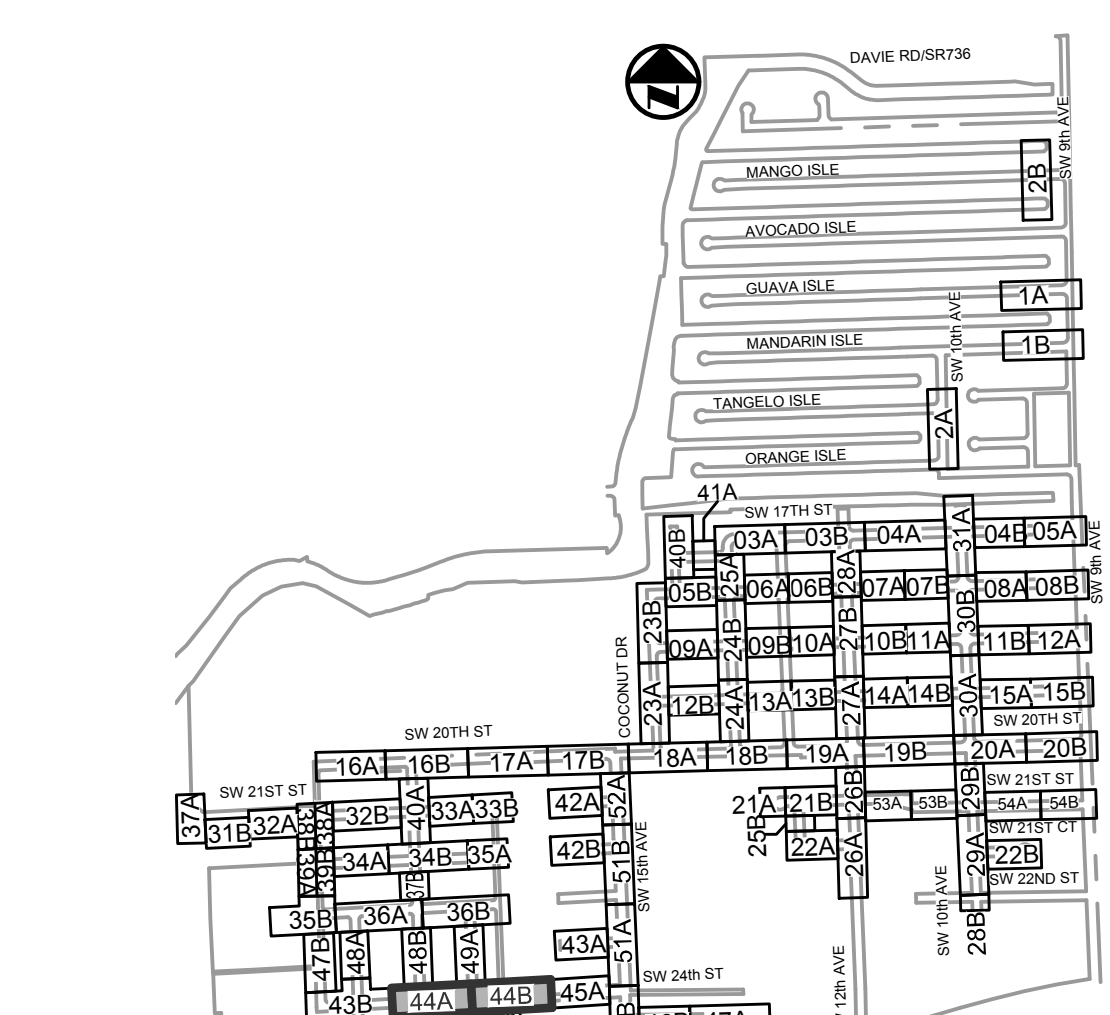 DAVIE RD/SR736
SW 9th AVE
MANGO ISLE
2B
AVOCADO ISLE
GUAVA ISLE
1A
SW 10th AVE
MANDARIN ISLE
1B
TANGELO ISLE
2A
ORANGE ISLE
41A
SW 17TH ST
40B
03A
03B
04A
31A
04B
05A
SW 9th AVE
05B
25A
06A
06B
28A
07A
07B
08A
08B
23B
30B
COCONUT DR
09A
24B
09B
10A
27B
10B
11A
11B
12A
23A
12B
24A
13A
13B
27A
14A
14B
30A
15A
15B
SW 20TH ST
SW 20TH ST
16A
16B
17A
17B
18A
18B
19A
19B
20A
20B
SW 21ST ST
SW 21ST ST
37A
31B
32A
38B
38A
32B
40A
33A
33B
42A
52A
21A
21B
26B
53A
53B
29B
54A
54B
25B
SW 21ST CT
39A
39B
34A
34B
35A
42B
51B
SW 15th AVE
22A
26A
29A
22B
37B
SW 22ND ST
35B
36A
36B
28B
SW 10th AVE
47B
48A
48B
49A
43A
51A
SW 24th ST
12th AVE
43B
44A
44B
45A
B
47A